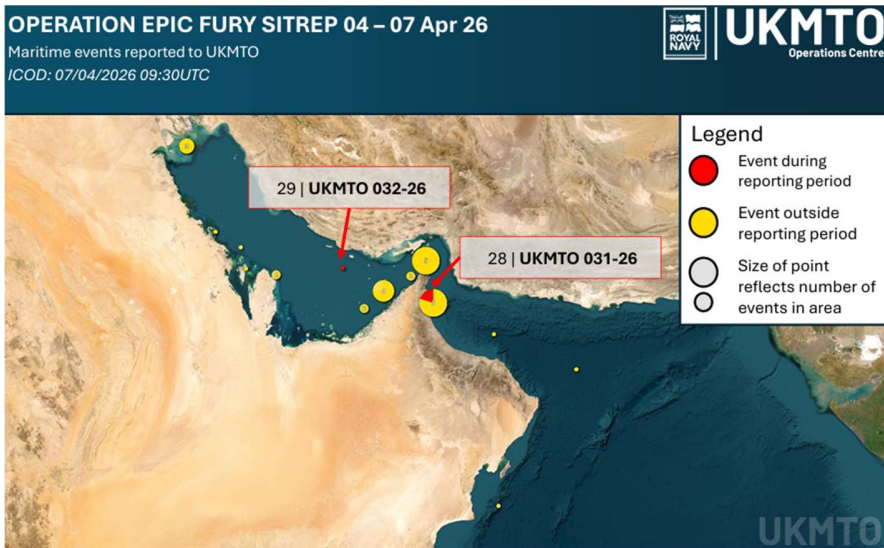 OPERATION EPIC FURY SITREP 04 – 07 Apr 26
Maritime events reported to UKMTO
ICOD: 07/04/2026 09:30UTC
ROYAL
NAVY
UKMTO
Operations Centre
Legend
Event during
reporting period
Event outside
reporting period
Size of point
reflects number of
events in area
29 | UKMTO 032-26
28 | UKMTO 031-26
UKMTO